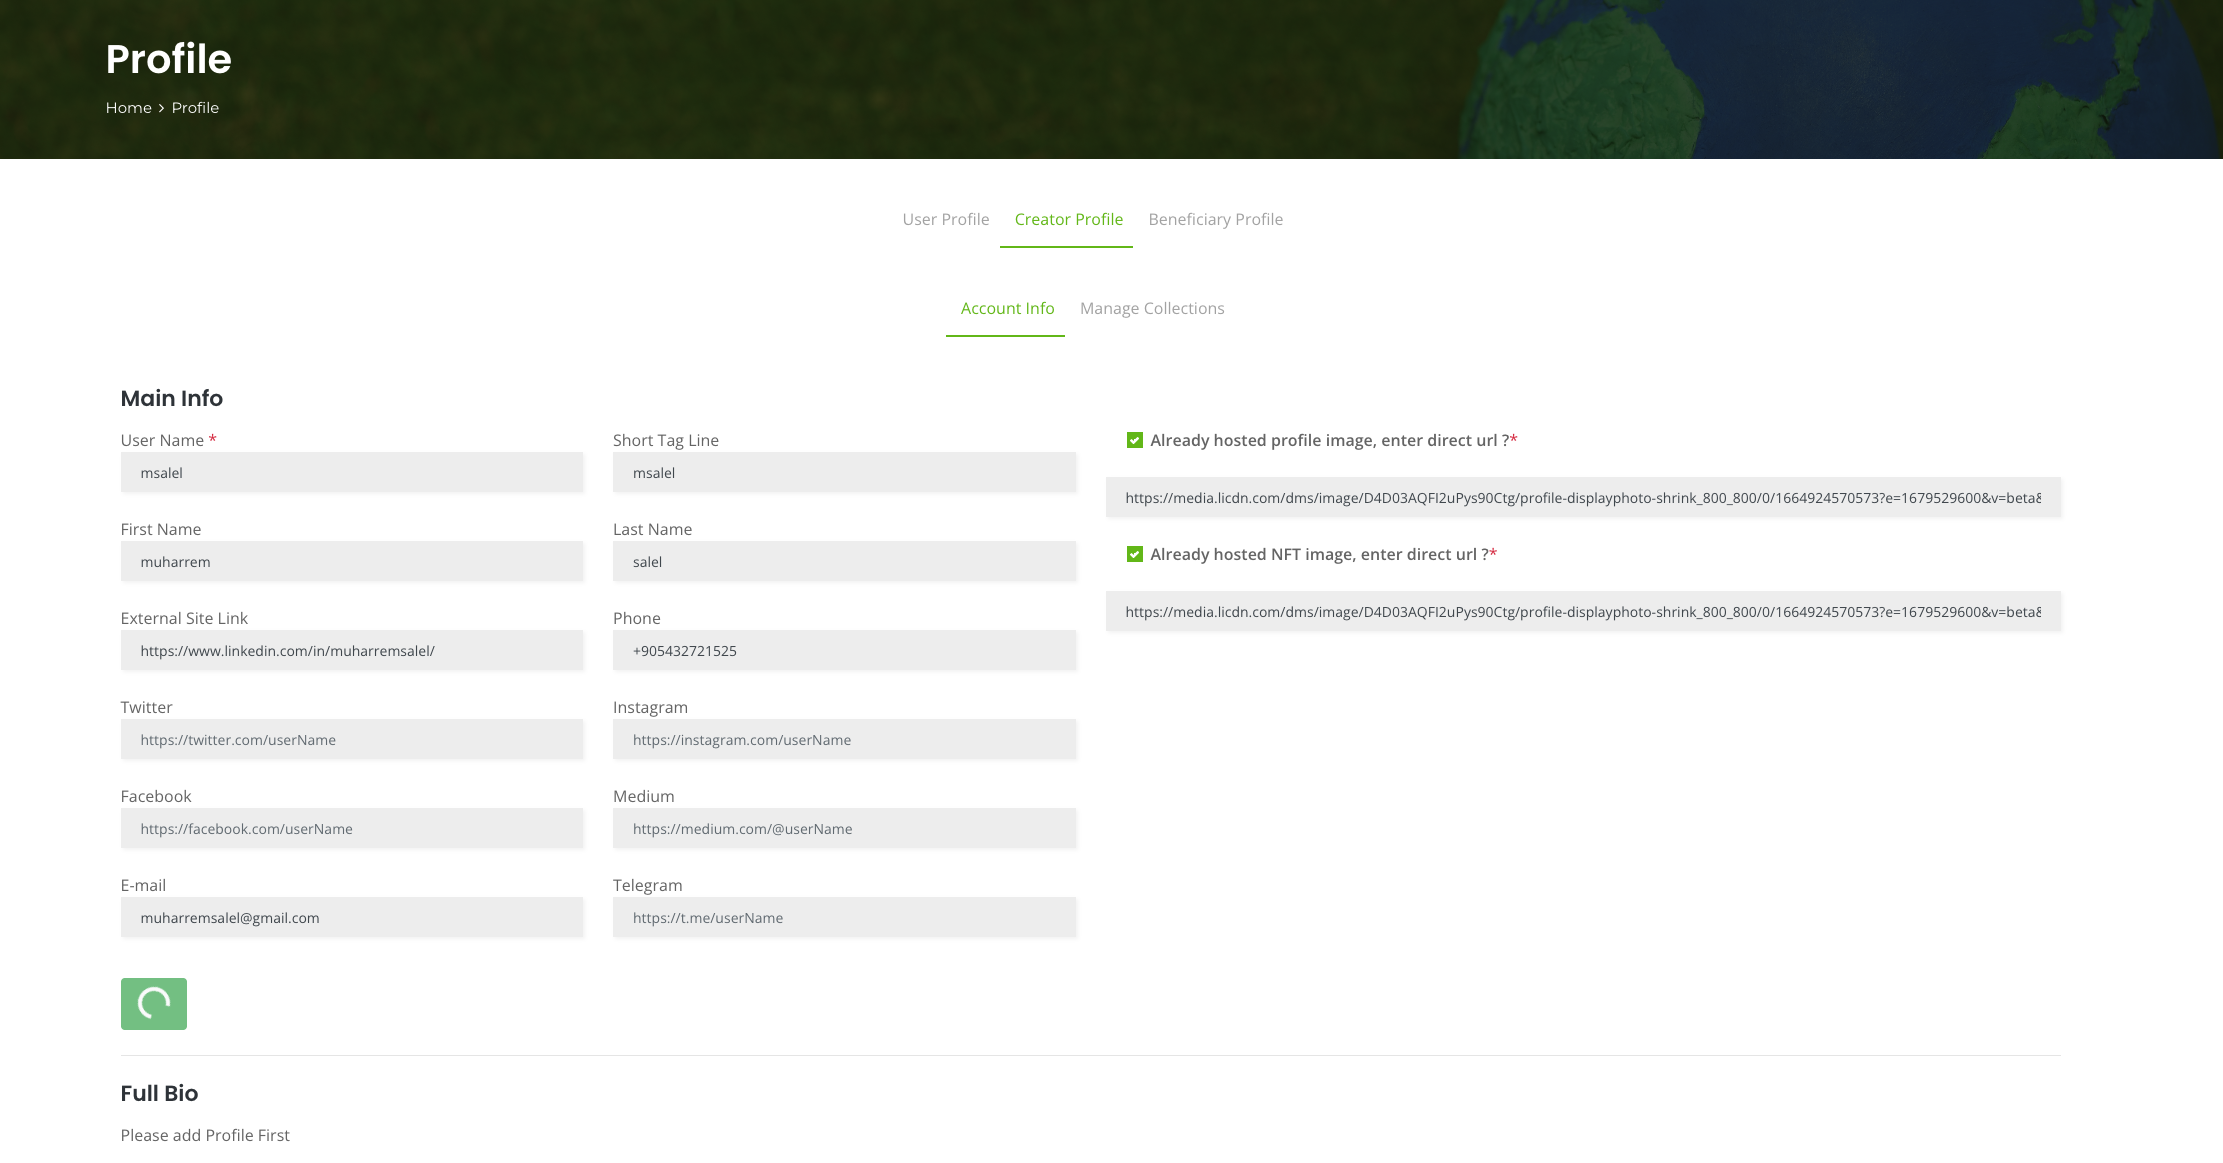 Profile
Home > Profile
User Profile Creator Profile Beneficiary Profile
Account Info Manage Collections
Main Info
User Name *
msalel
Short Tag Line
msalel
First Name
muharrem
Last Name
salel
External Site Link
https://www.linkedin.com/in/muharremsalel/
Phone
+905432721525
Twitter
https://twitter.com/userName
Instagram
https://instagram.com/userName
Facebook
https://facebook.com/userName
Medium
https://medium.com/@userName
E-mail
muharremsalel@gmail.com
Telegram
https://t.me/userName
Already hosted profile image, enter direct url ?*
https://media.licdn.com/dms/image/D4D03AQFI2uPys90Ctg/profile-displayphoto-shrink_800_800/0/1664924570573?e=1679529600&v=beta&
Already hosted NFT image, enter direct url ?*
https://media.licdn.com/dms/image/D4D03AQFI2uPys90Ctg/profile-displayphoto-shrink_800_800/0/1664924570573?e=1679529600&v=beta&
Full Bio
Please add Profile First